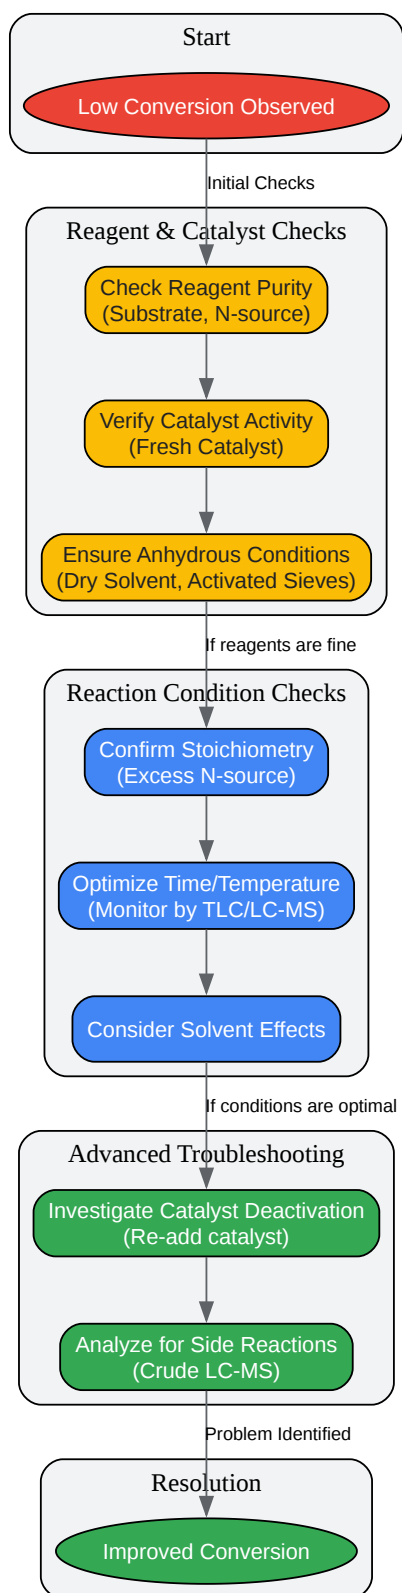 Start
Low Conversion Observed
Initial Checks
Reagent & Catalyst Checks
Check Reagent Purity
(Substrate, N-source)
Verify Catalyst Activity
(Fresh Catalyst)
Ensure Anhydrous Conditions
(Dry Solvent, Activated Sieves)
If reagents are fine
Reaction Condition Checks
Confirm Stoichiometry
(Excess N-source)
Optimize Time/Temperature
(Monitor by TLC/LC-MS)
Consider Solvent Effects
If conditions are optimal
Advanced Troubleshooting
Investigate Catalyst Deactivation
(Re-add catalyst)
Analyze for Side Reactions
(Crude LC-MS)
Problem Identified
Resolution
Improved Conversion